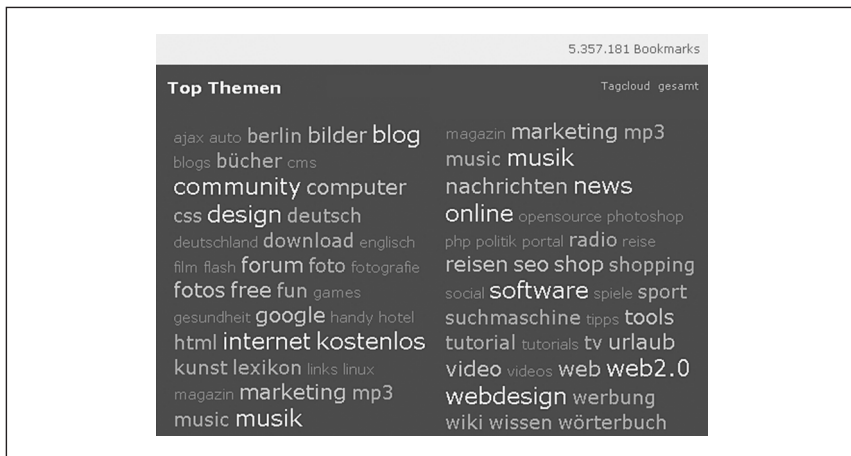 5.357.181 Bookmarks
Top Themen
Tagcloud gesamt
ajax auto berlin bilder blog
blogs bücher cms
community computer
css design deutsch
deutschland download englisch
film flash forum foto fotografie
fotos free fun games
gesundheit google handy hotel
html internet kostenlos
kunst lexikon links linux
magazin marketing mp3
music musik
magazin marketing mp3
music musik
nachrichten news
online opensource photoshop
php politik portal radio reise
reisen seo shop shopping
social software spiele sport
suchmaschine tipps tools
tutorial tutorials tv urlaub
video videos web web2.0
webdesign werbung
wiki wissen wörterbuch